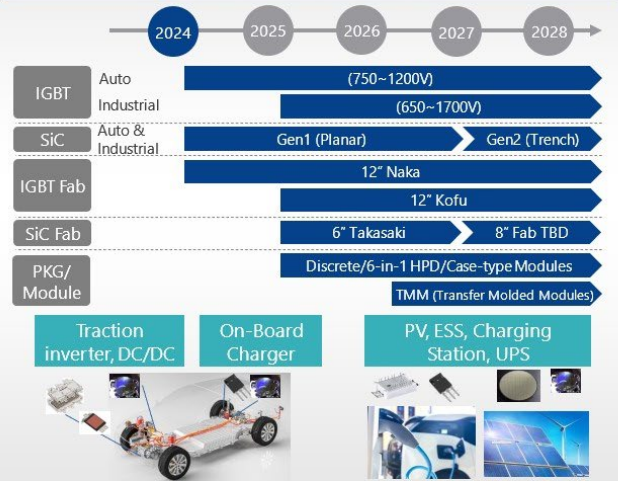 2024 2025 2026 2027 2028
IGBT
Auto
(750~1200V)
Industrial
(650~1700V)
SiC
Auto &
Industrial
Gen1 (Planar)
Gen2 (Trench)
IGBT Fab
12" Naka
12" Kofu
SiC Fab
6" Takasaki
8" Fab TBD
PKG/
Module
Discrete/6-in-1 HPD/Case-type Modules
TMM (Transfer Molded Modules)
Traction
inverter, DC/DC
On-Board
Charger
PV, ESS, Charging
Station, UPS